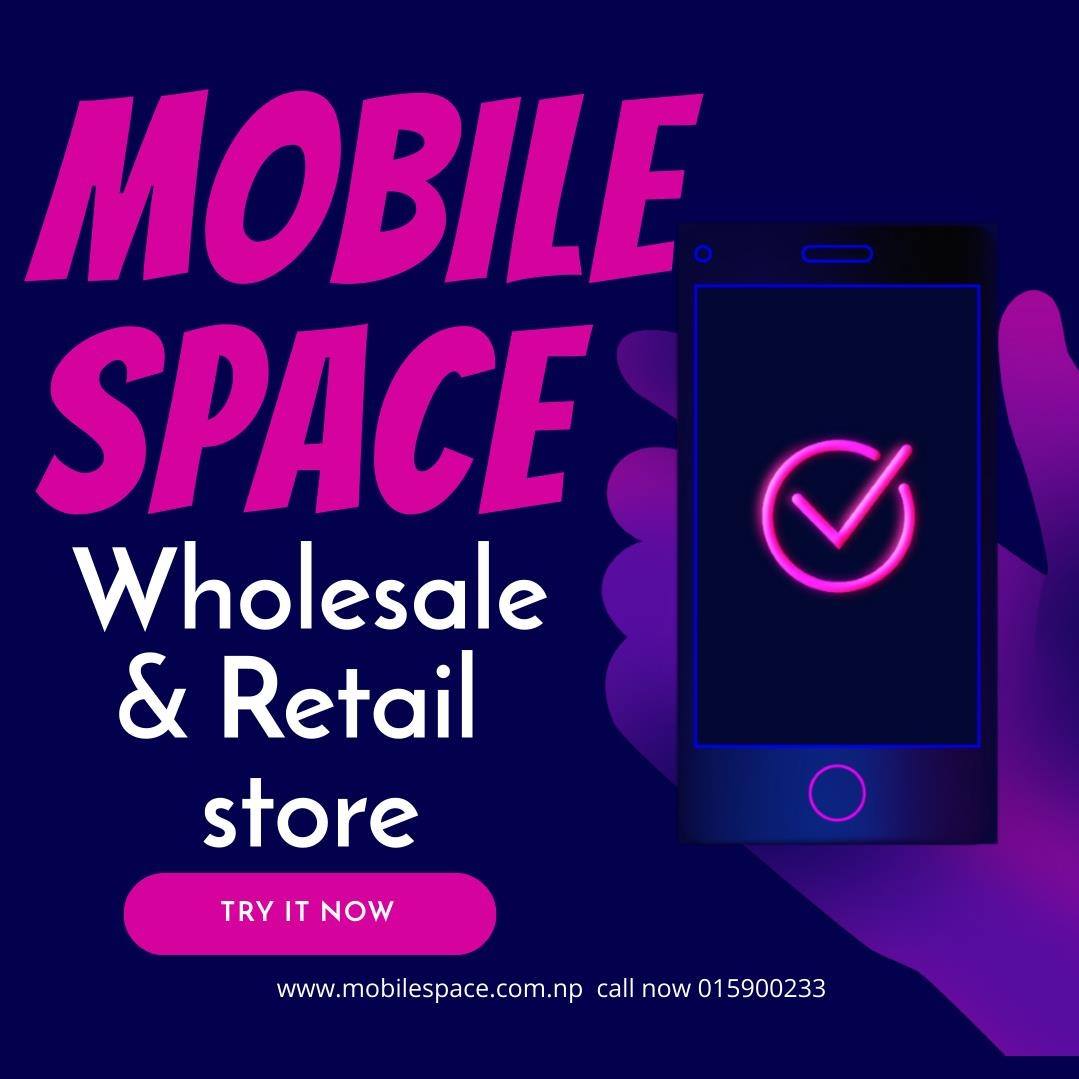 MOBILE
SPACE
Wholesale
& Retail
store
TRY IT NOW
www.mobilespace.com.np call now 015900233